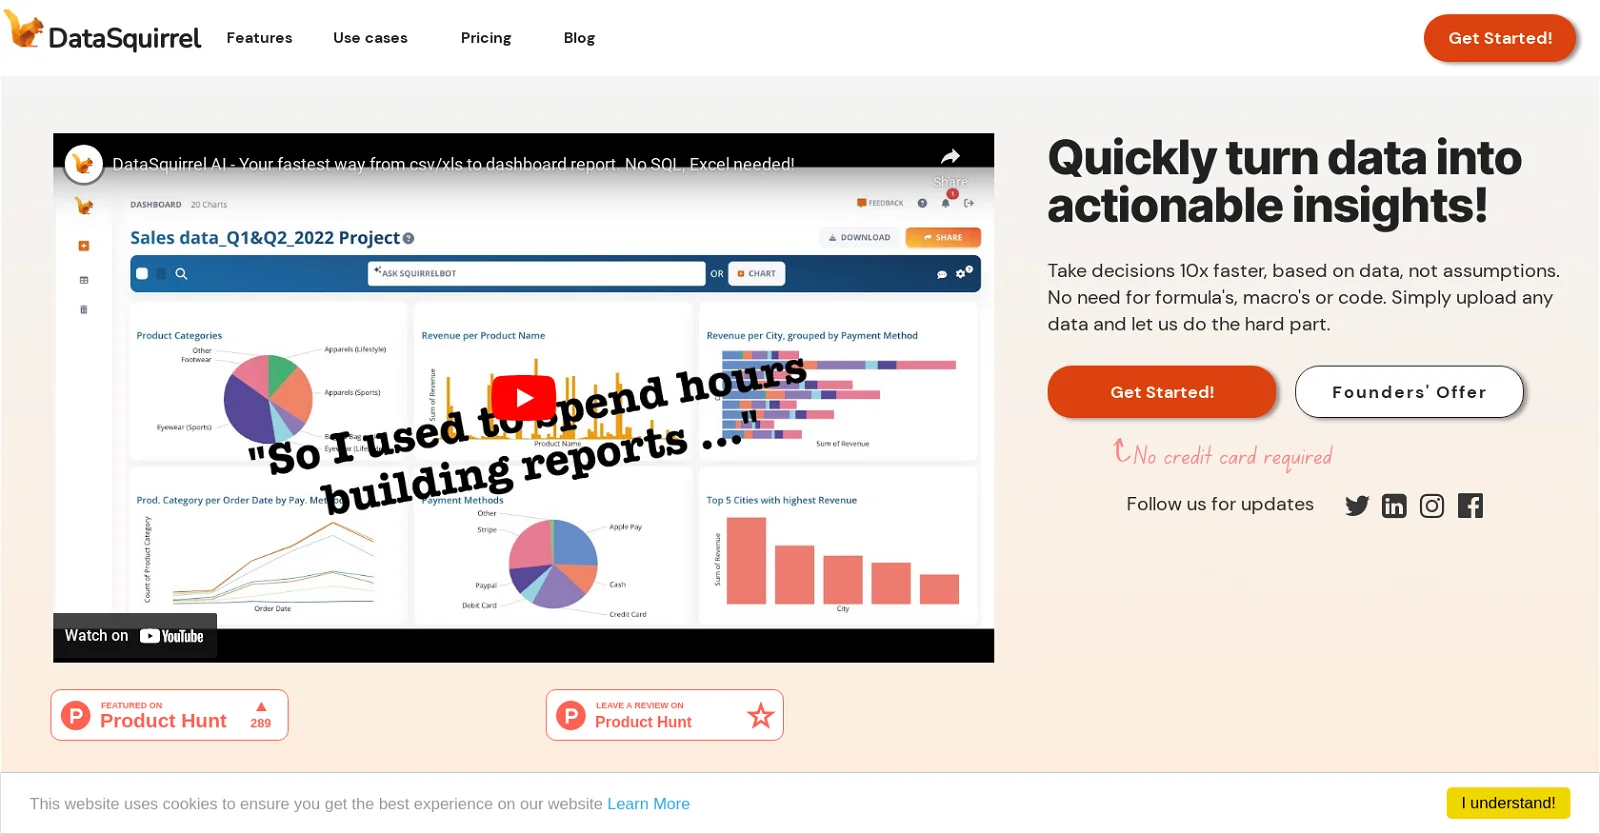 DataSquirrel
Features
Use cases
Pricing
Blog
Get Started!
DataSquirrel AI - Your fastest way from csv/xls to dashboard report. No SQL, Excel needed!
Share
DASHBOARD 20 Charts
FEEDBACK
1
Sales data_Q1&Q2_2022 Project
DOWNLOAD
SHARE
ASK SQUIRRELBOT
OR
CHART
Product Categories
Other
Footwear
Apparels (Lifestyle)
Apparels (Sports)
Eyewear (Sports)
Revenue per Product Name
Sum of Revenue
Product Name
Revenue per City, grouped by Payment Method
Sum of Revenue
"So I used to spend hours
building reports ..."
Prod. Category per Order Date by Pay. Method
Count of Product Category
Order Date
Payment Methods
Other
Stripe
Paypal
Debit Card
Apple Pay
Cash
Credit Card
Top 5 Cities with highest Revenue
Sum of Revenue
City
Watch on YouTube
Quickly turn data into
actionable insights!
Take decisions 10x faster, based on data, not assumptions.
No need for formula's, macro's or code. Simply upload any
data and let us do the hard part.
Get Started!
Founders' Offer
No credit card required
Follow us for updates
FEATURED ON
Product Hunt
289
LEAVE A REVIEW ON
Product Hunt
This website uses cookies to ensure you get the best experience on our website Learn More
I understand!